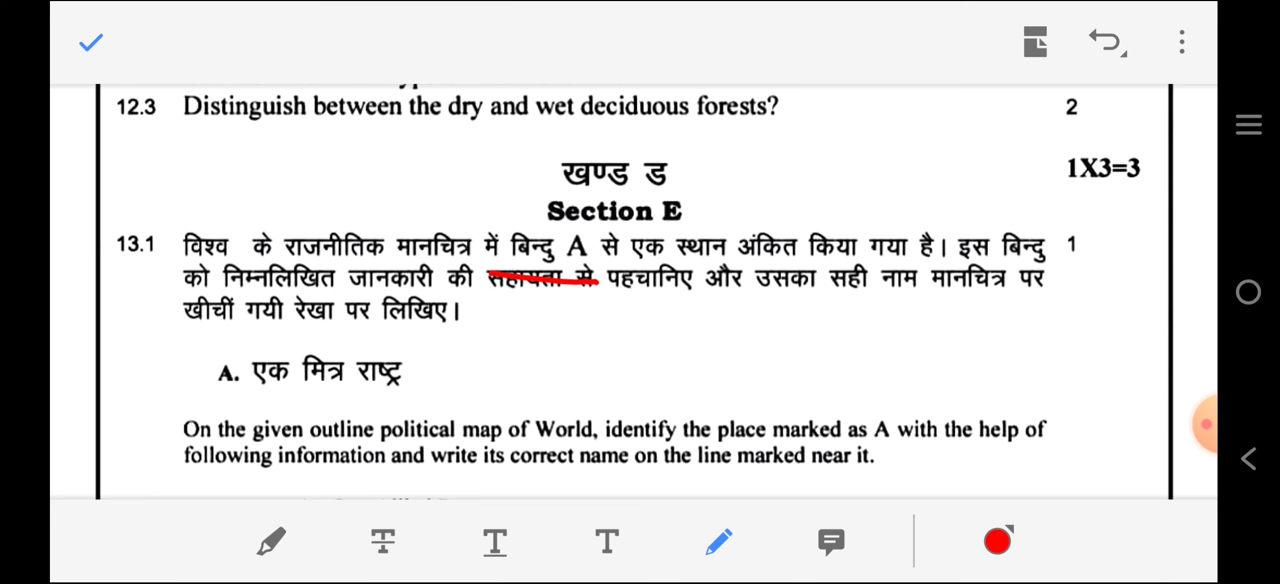 12.3 Distinguish between the dry and wet deciduous forests? 2
खण्ड ड 1X3=3
Section E
13.1 विश्व के राजनीतिक मानचित्र में बिन्दु A से एक स्थान अंकित किया गया है। इस बिन्दु 1
को निम्नलिखित जानकारी की सहायता से पहचानिए और उसका सही नाम मानचित्र पर
खीचीं गयी रेखा पर लिखिए।
A. एक मित्र राष्ट्र
On the given outline political map of World, identify the place marked as A with the help of
following information and write its correct name on the line marked near it.